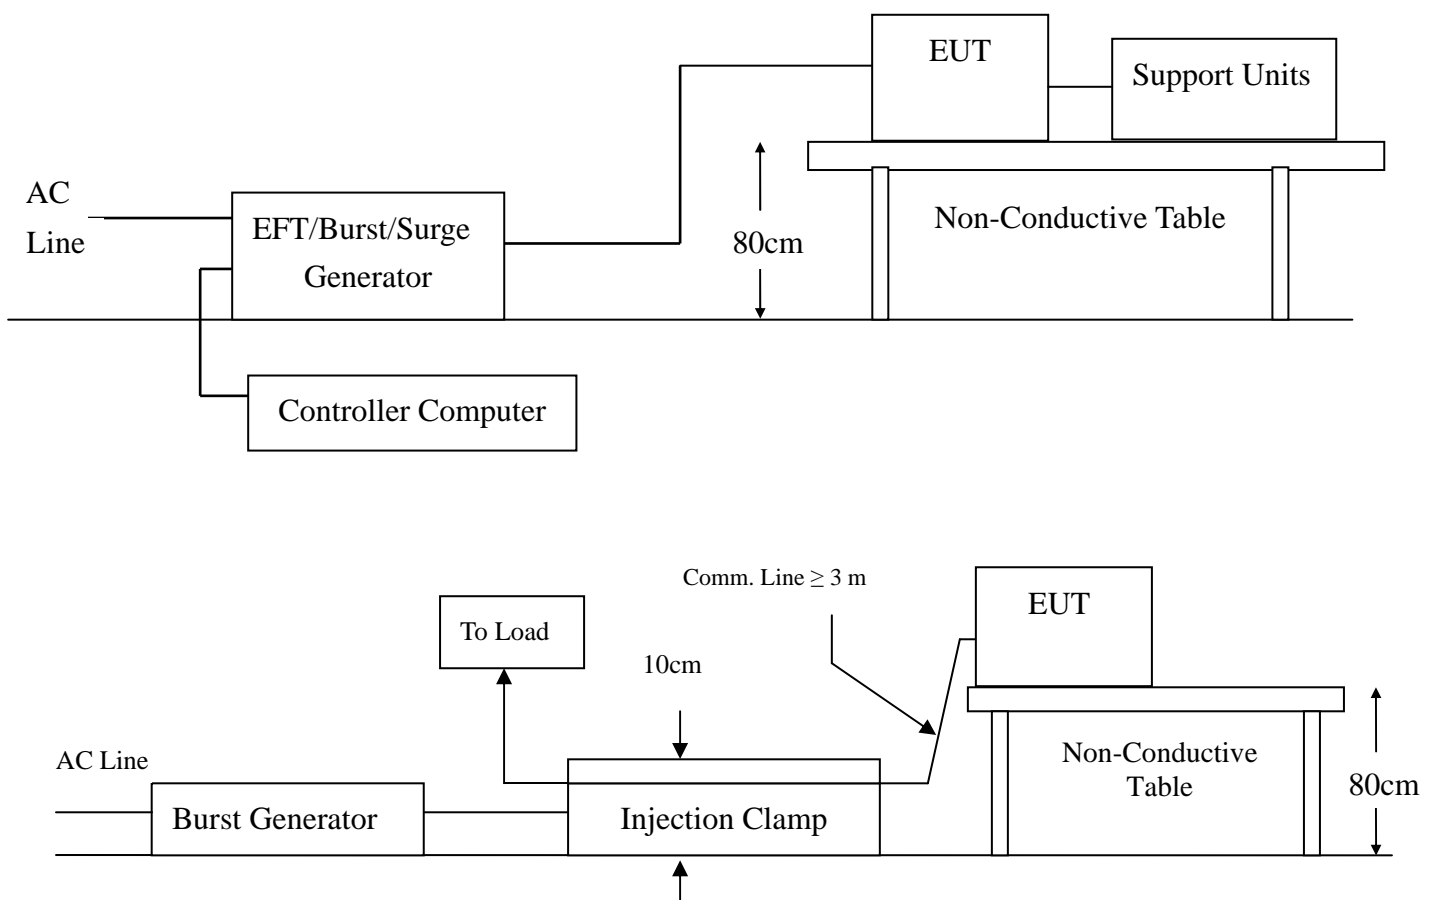 EUT
Support Units
AC
Line
EFT/Burst/Surge
Generator
80cm
Non-Conductive Table
Controller Computer
Comm. Line ≥ 3 m
EUT
To Load
10cm
AC Line
Non-Conductive
Table
80cm
Burst Generator
Injection Clamp